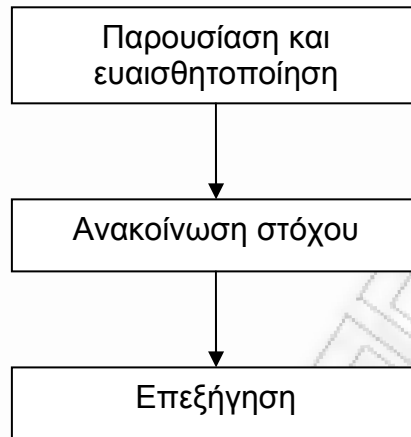 Παρουσίαση και
ευαισθητοποίηση
Ανακοίνωση στόχου
Επεξήγηση